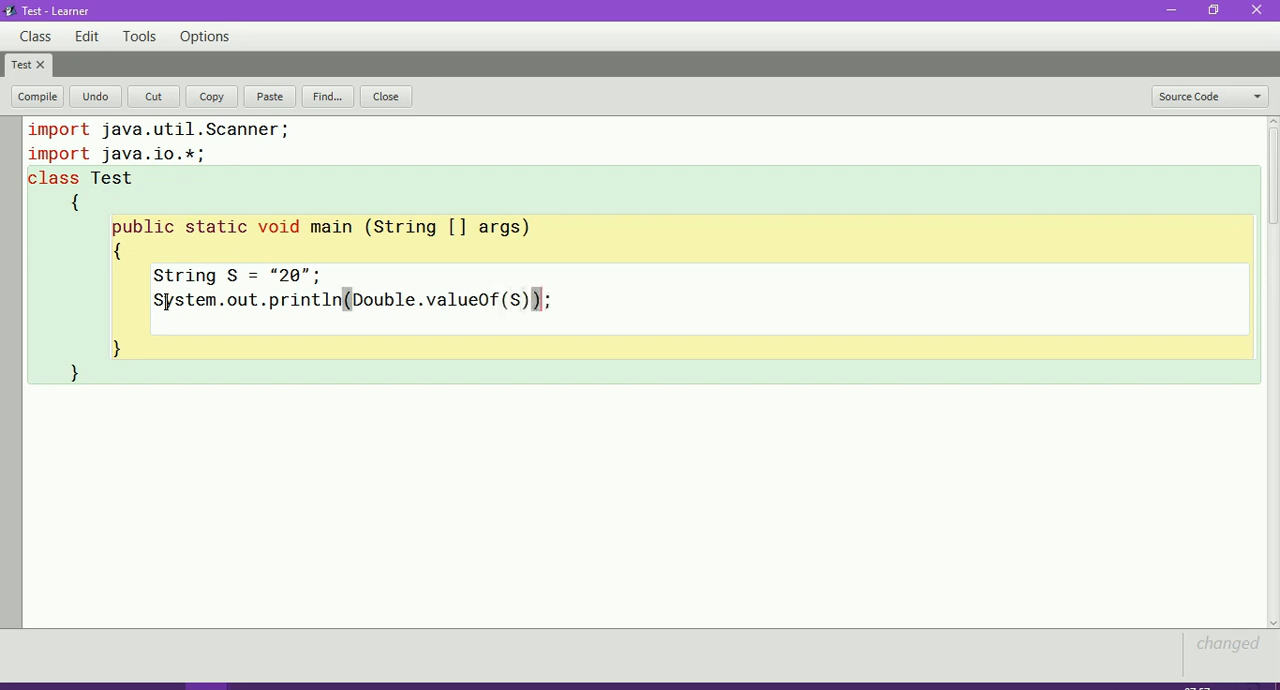 Test - Learner
Class Edit Tools Options
Test
Compile Undo Cut Copy Paste Find... Close Source Code
import java.util.Scanner;
import java.io.*;
class Test
{
public static void main (String [] args)
{
String S = “20”;
System.out.println(Double.valueOf(S));
}
}
changed